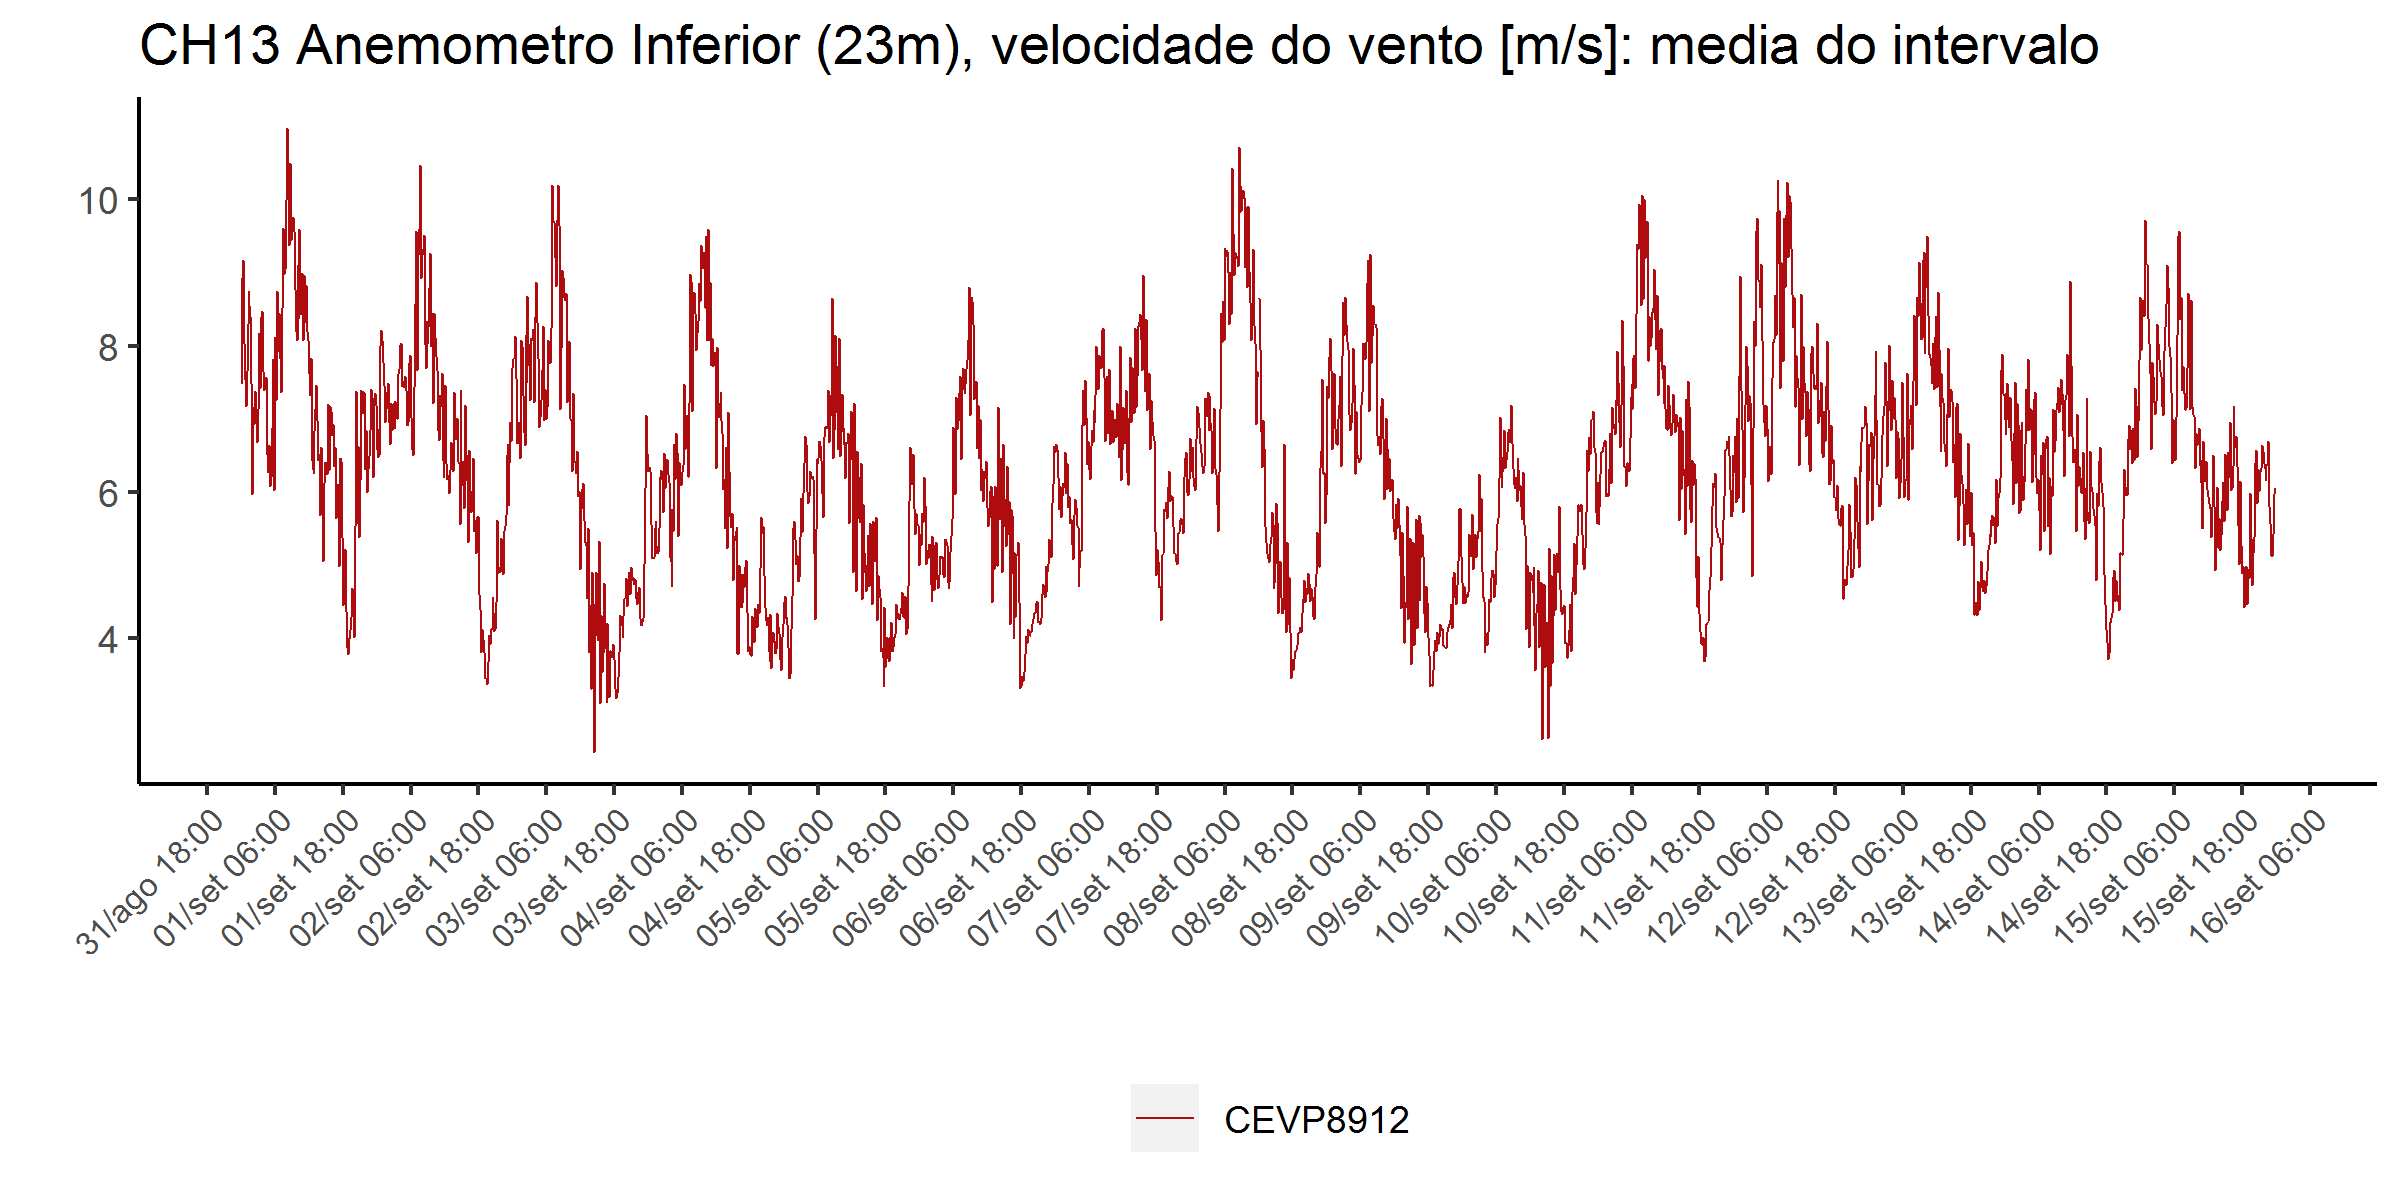 CH13 Anemometro Inferior (23m), velocidade do vento [m/s]: media do intervalo
10
8
6
4
31/ago 18:00
01/set 06:00
01/set 18:00
02/set 06:00
02/set 18:00
03/set 06:00
03/set 18:00
04/set 06:00
04/set 18:00
05/set 06:00
05/set 18:00
06/set 06:00
06/set 18:00
07/set 06:00
07/set 18:00
08/set 06:00
08/set 18:00
09/set 06:00
09/set 18:00
10/set 06:00
10/set 18:00
11/set 06:00
11/set 18:00
12/set 06:00
12/set 18:00
13/set 06:00
13/set 18:00
14/set 06:00
14/set 18:00
15/set 06:00
15/set 18:00
16/set 06:00
CEVP8912